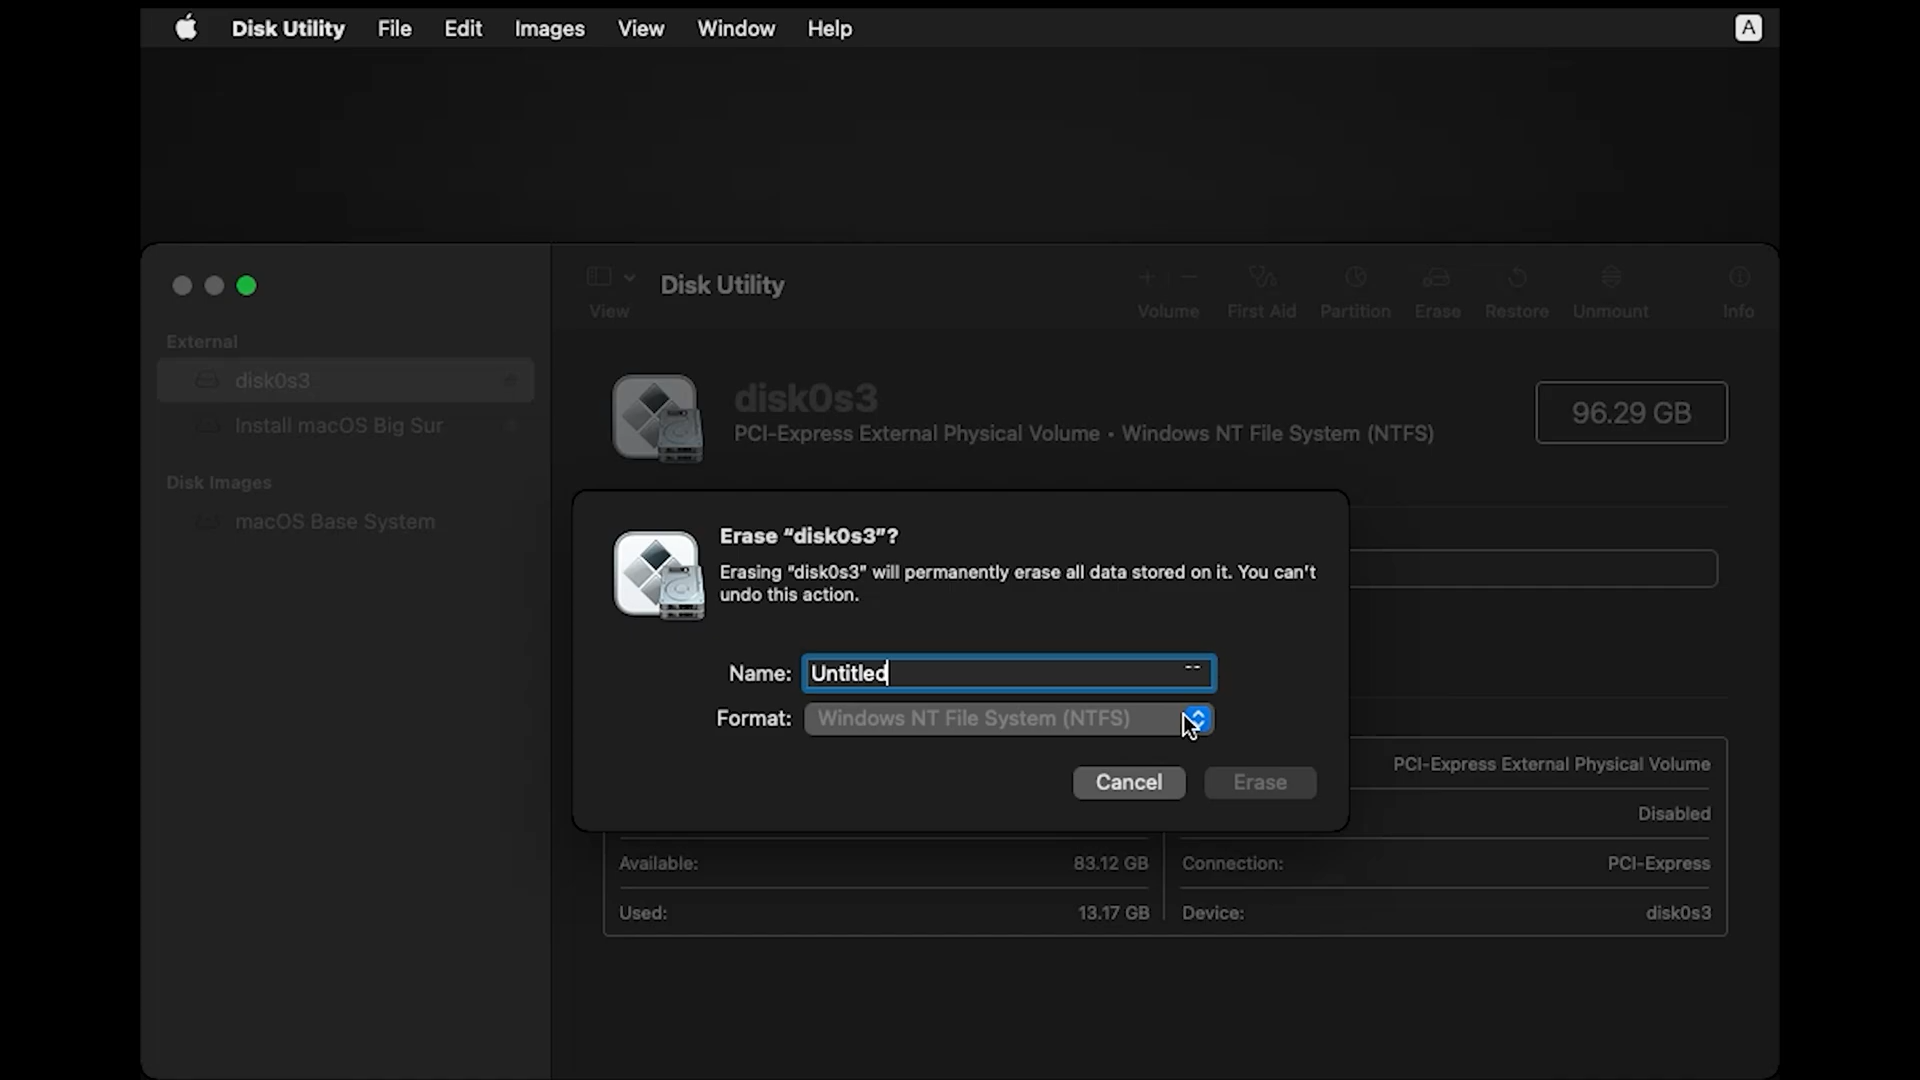 Disk Utility File Edit Images View Window Help A
Disk Utility
View
Volume First Aid Partition Erase Restore Unmount Info
External
disk0s3
Install macOS Big Sur
Disk Images
macOS Base System
disk0s3
PCI-Express External Physical Volume • Windows NT File System (NTFS)
96.29 GB
Erase “disk0s3”?
Erasing “disk0s3” will permanently erase all data stored on it. You can’t
undo this action.
Name: Untitled --
Format: Windows NT File System (NTFS)
Cancel Erase
PCI-Express External Physical Volume
Disabled
Available: 83.12 GB
Connection: PCI-Express
Used: 13.17 GB
Device: disk0s3